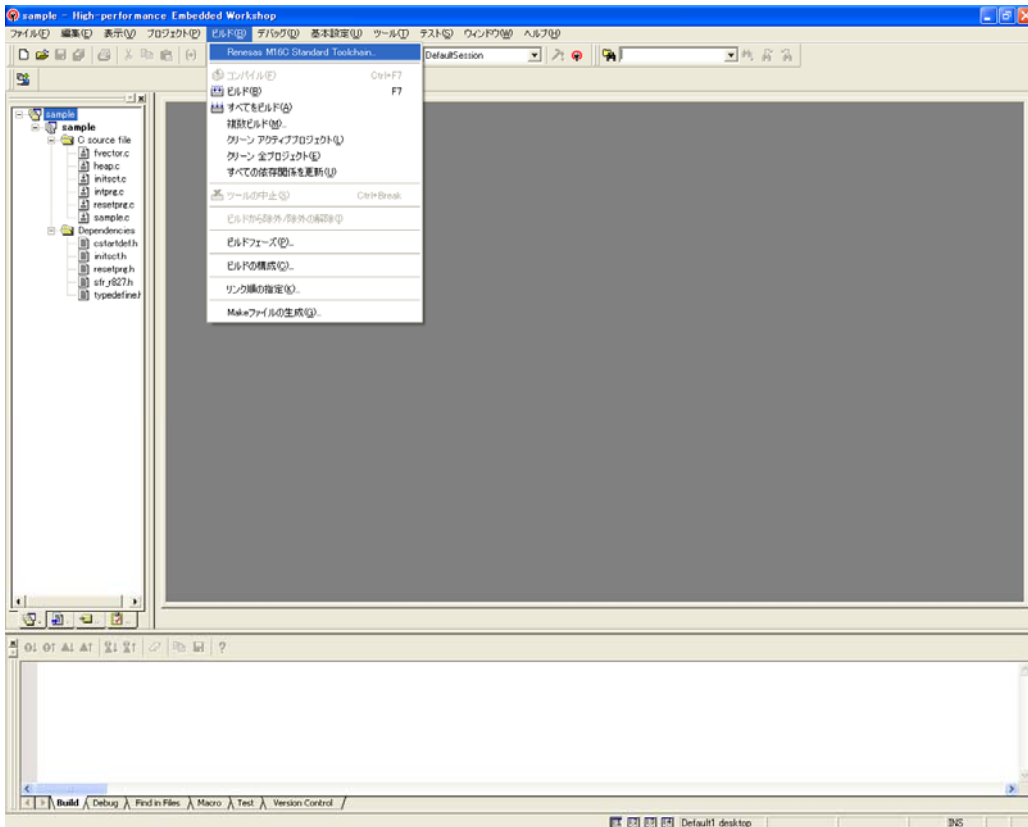 sample - High-performance Embedded Workshop
ファイル(F) 編集(E) 表示(V) プロジェクト(P) ビルド(B) デバッグ(D) 基本設定(U) ツール(T) テスト(S) ウィンドウ(W) ヘルプ(H)
DefaultSession
Renesas M16C Standard Toolchain...
コンパイル(F) Ctrl+F7
ビルド(B) F7
すべてをビルド(A)
複数ビルド(M)...
クリーン アクティブプロジェクト(L)
クリーン 全プロジェクト(E)
すべての依存関係を更新(U)
ツールの中止(S) Ctrl+Break
ビルドから除外/除外の解除(I)
ビルドフェーズ(P)...
ビルドの構成(C)...
リンク順の指定(K)...
Makeファイルの生成(G)...
sample
sample
C source file
fvector.c
heap.c
initsct.c
intprg.c
resetprg.c
sample.c
Dependencies
cstartdef.h
initsct.h
resetprg.h
sfr_r827.h
typedefine.h
Build Debug Find in Files Macro Test Version Control
Default1 desktop INS